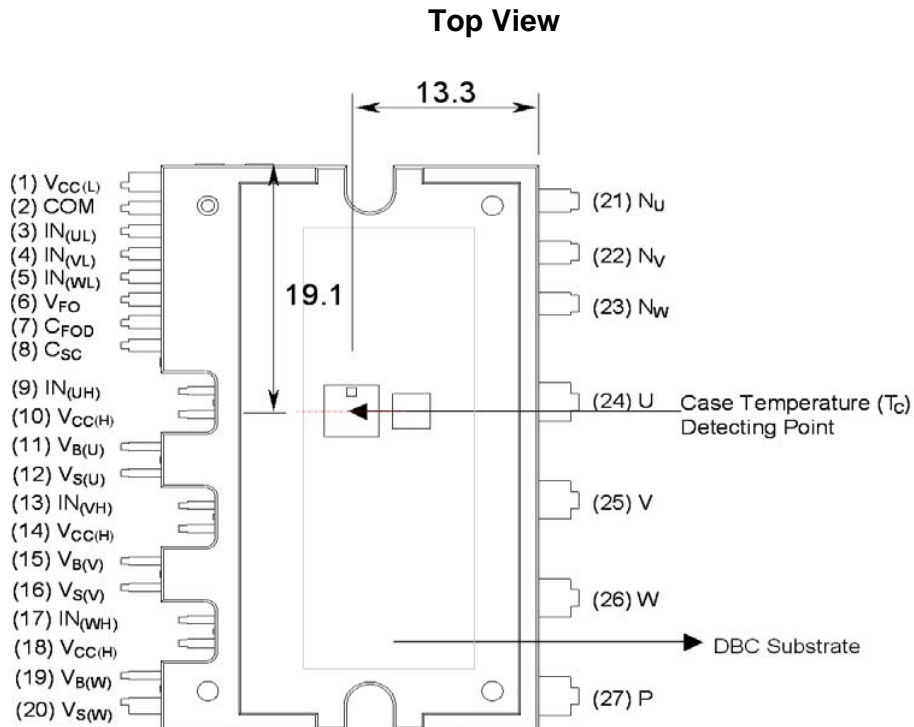 Top View
13.3
19.1
(1) VCC(L)
(2) COM
(3) IN(UL)
(4) IN(VL)
(5) IN(WL)
(6) VFO
(7) CFOD
(8) CSC
(9) IN(UH)
(10) VCC(H)
(11) VB(U)
(12) VS(U)
(13) IN(VH)
(14) VCC(H)
(15) VB(V)
(16) VS(V)
(17) IN(WH)
(18) VCC(H)
(19) VB(W)
(20) VS(W)
(21) NU
(22) NV
(23) NW
(24) U
Case Temperature (TC)
Detecting Point
(25) V
(26) W
DBC Substrate
(27) P